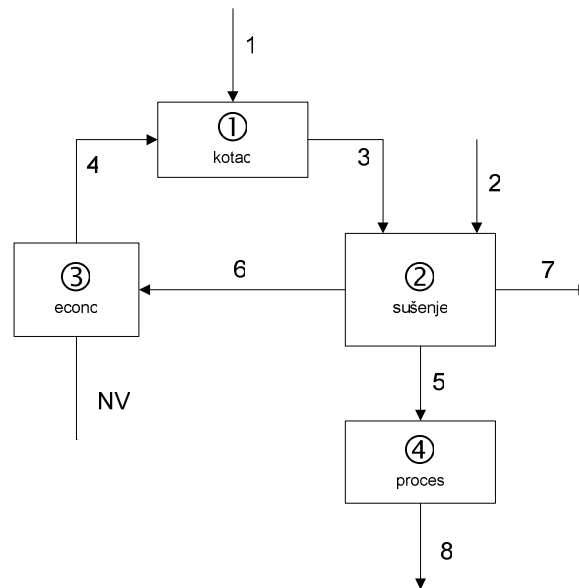 1
①
kotac
4
3
2
③
econc
6
②
sušenje
7
NV
5
④
proces
8